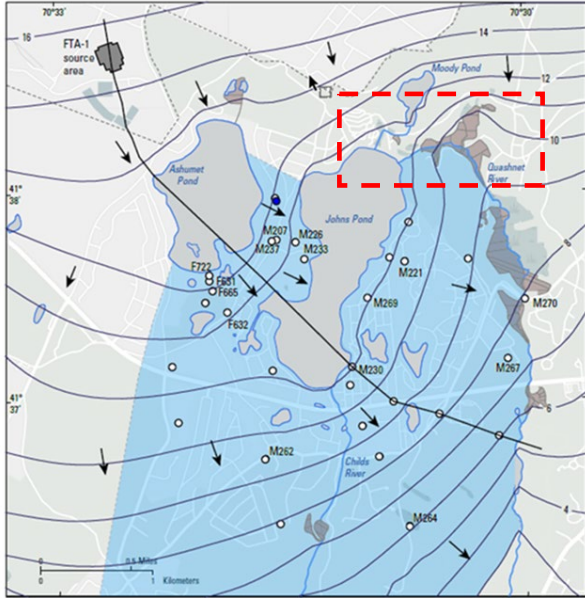 70°33'
70°30'
16
14
FTA-1
source
area
Moody Pond
12
10
Ashumet
Pond
Quashnet
River
41°
38'
Johns Pond
M207
M226
M237
M233
8
F722
F631
M221
F665
M269
M270
F632
M230
M267
41°
37'
6
M262
Childs
River
4
M264
0
0.5 Miles
0
1
Kilometers